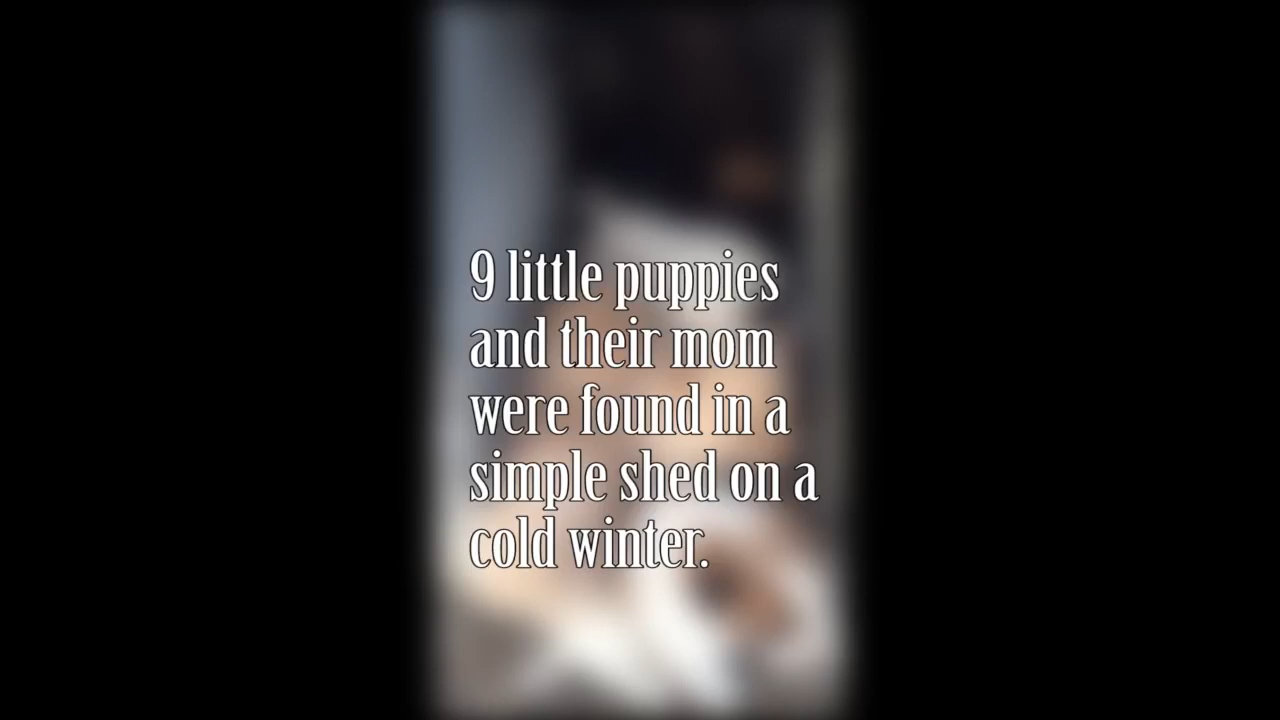 9 little puppies
and their mom
were found in a
simple shed on a
cold winter.